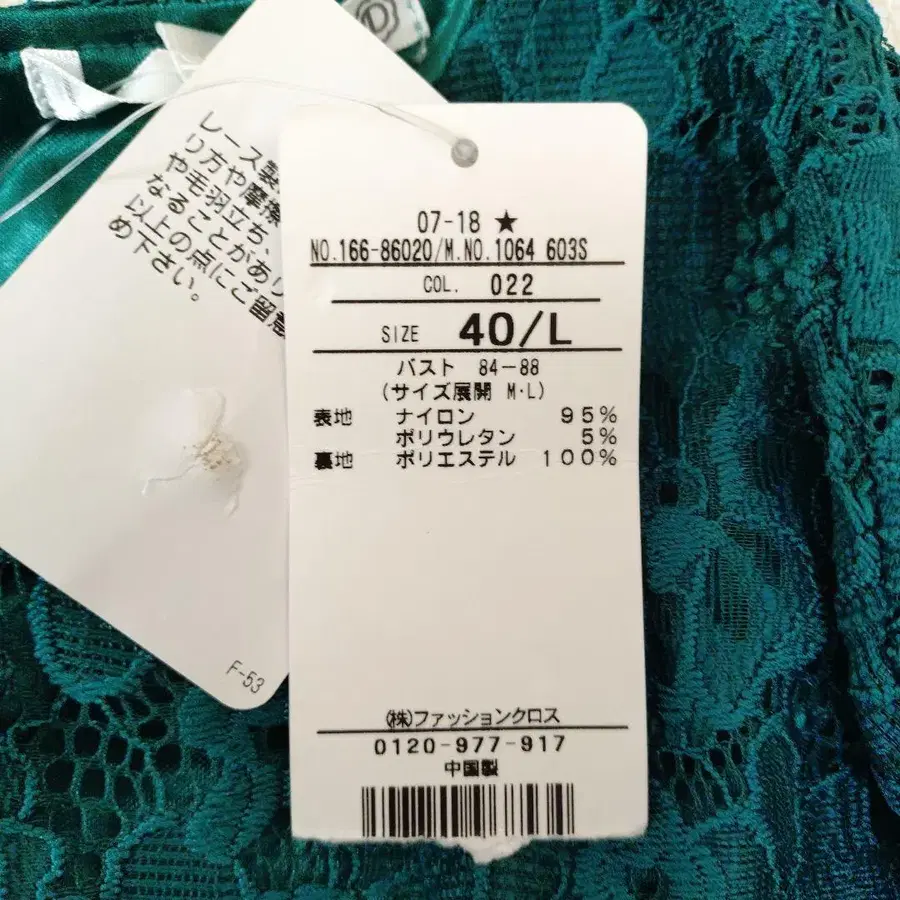 07-18 ★
NO.166-86020/M.NO.1064 603S
COL. 022
SIZE 40/L
バスト 84-88
(サイズ展開 M・L)
表地 ナイロン 95%
ポリウレタン 5%
裏地 ポリエステル 100%
(株)ファッションクロス
0120-977-917
中国製
レース製
り方や摩擦
や毛羽立ち、
なることがあり
以上の点にご留意
め下さい。
F-53